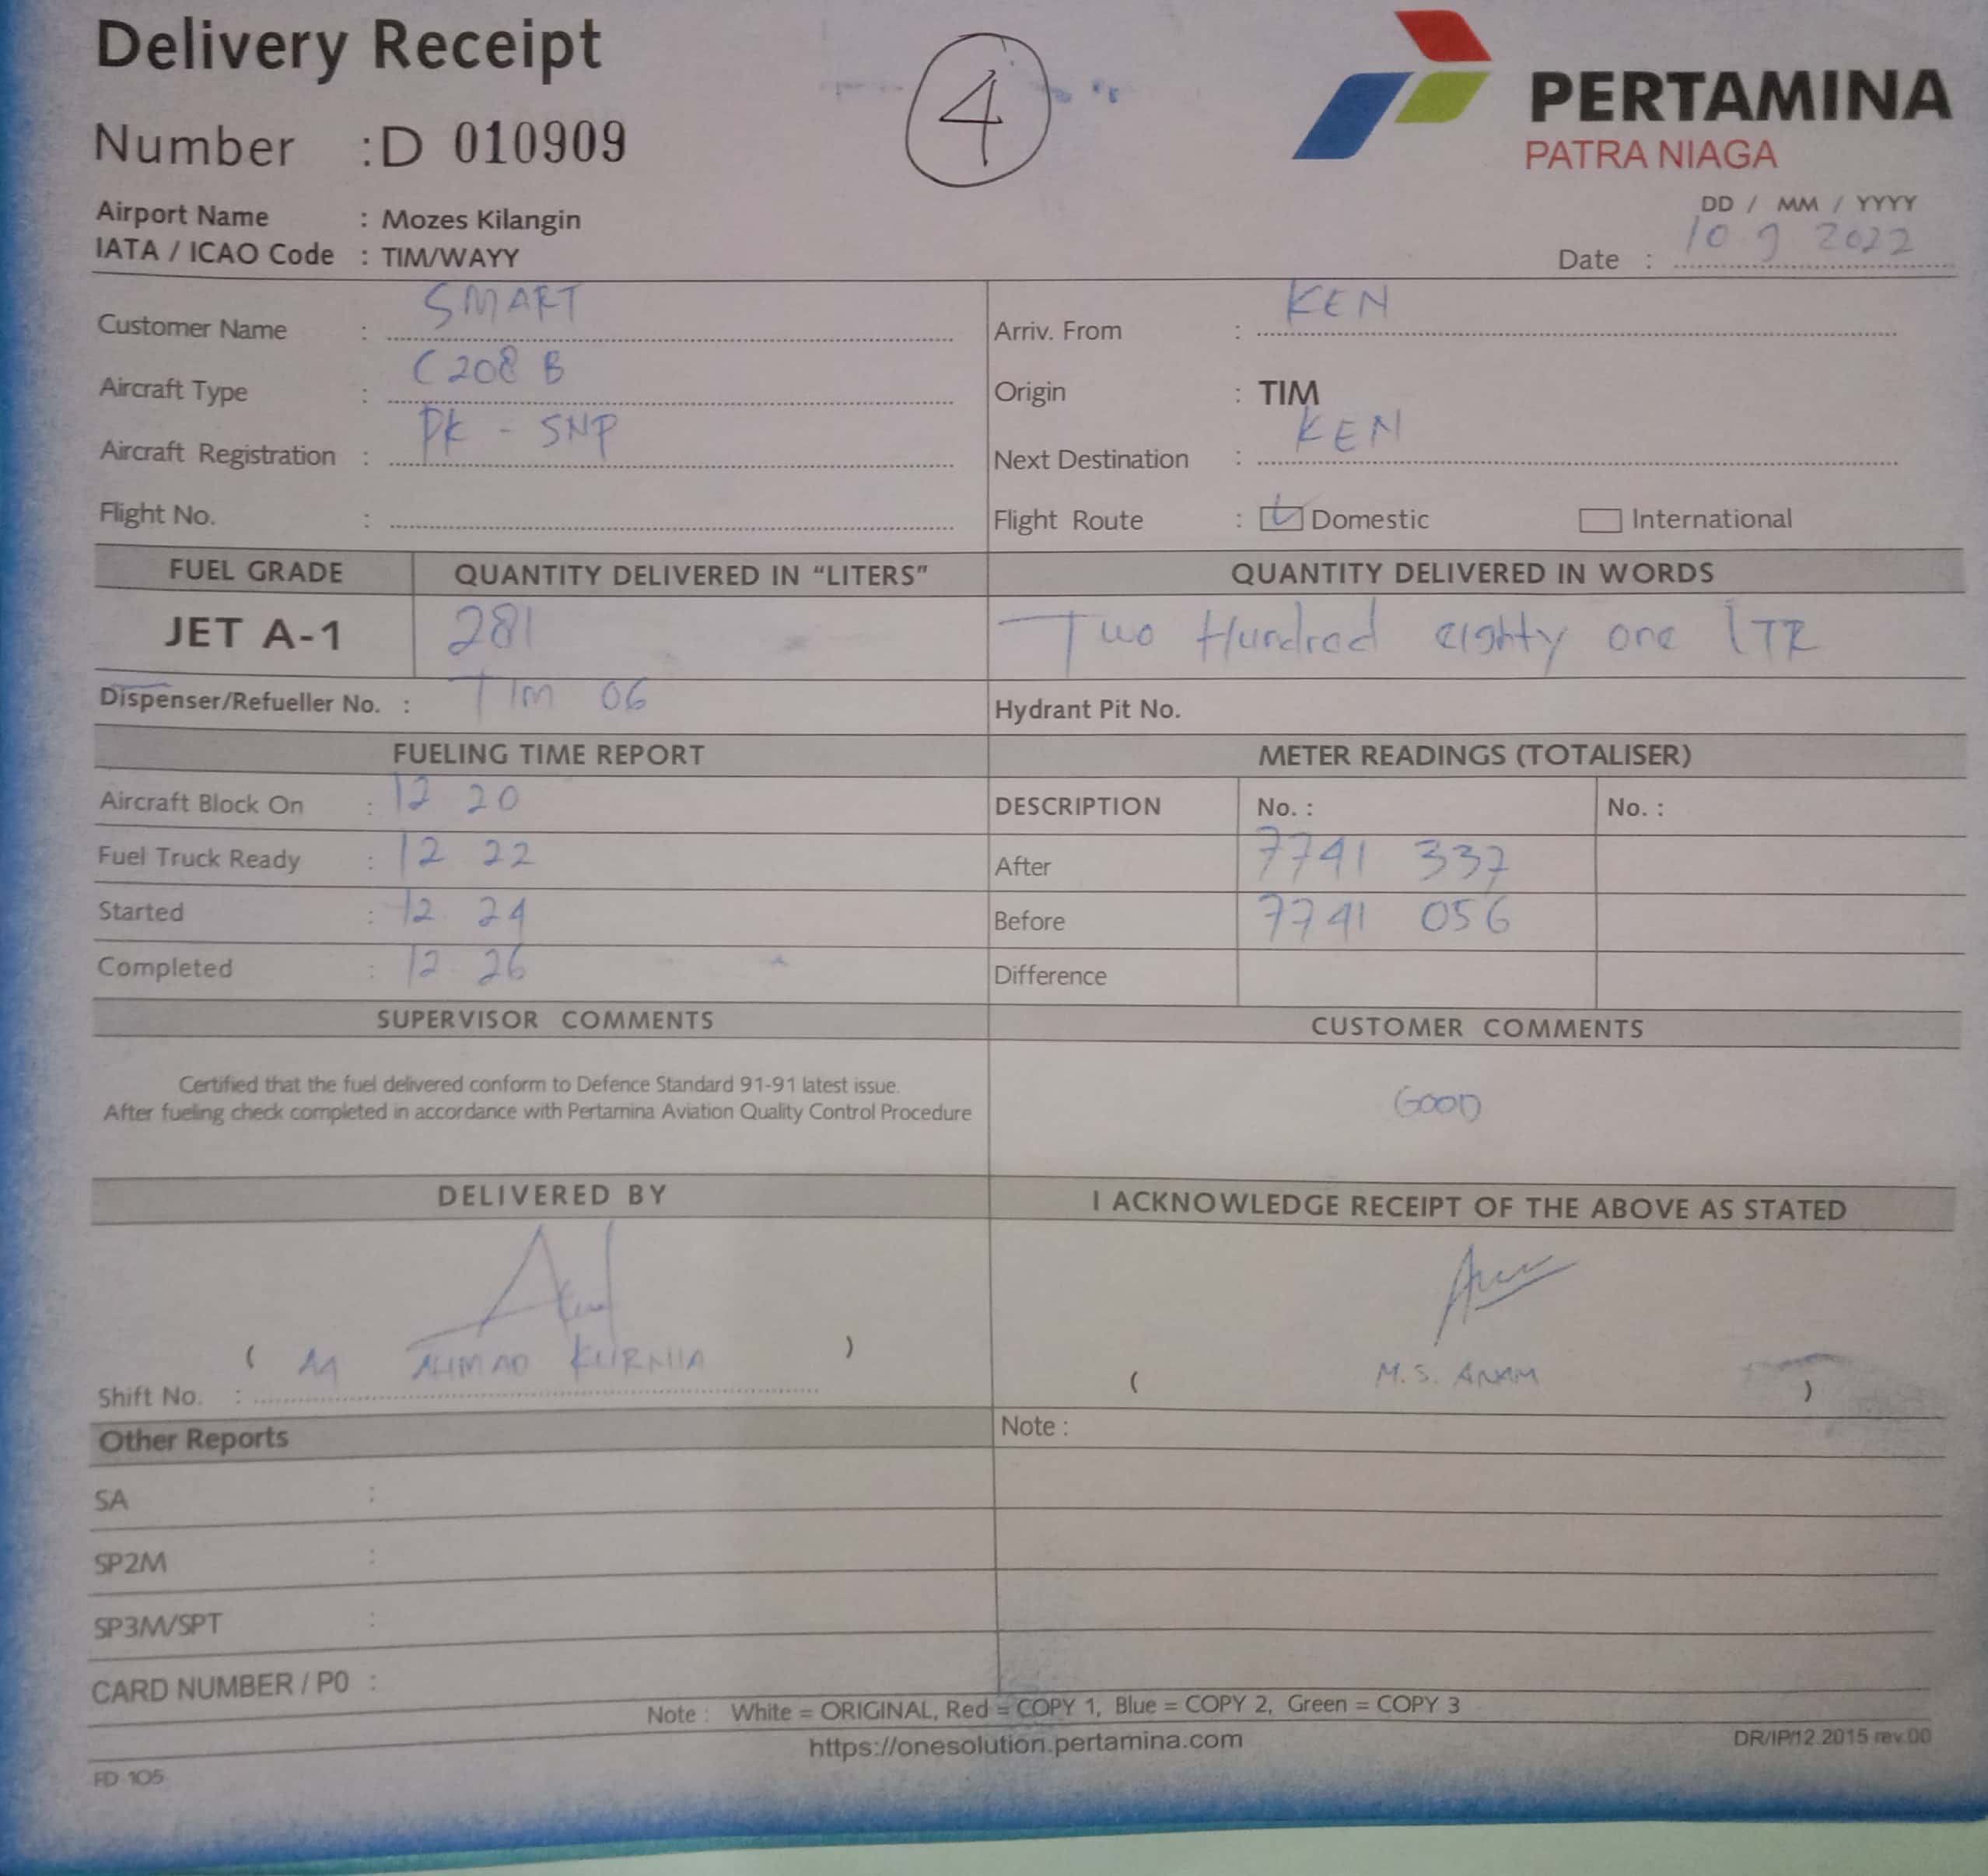 Delivery Receipt
4
PERTAMINA
PATRA NIAGA
Number : D 010909
Airport Name : Mozes Kilangin
IATA / ICAO Code : TIM/WAYY
DD / MM / YYYY
Date : 10 9 2022
Customer Name : SMART
Arriv. From : KEN
Aircraft Type : C208 B
Origin : TIM
Aircraft Registration : PK - SNP
Next Destination : KEN
Flight No. :
Flight Route : Domestic International
FUEL GRADE QUANTITY DELIVERED IN "LITERS" QUANTITY DELIVERED IN WORDS
JET A-1 281 Two Hundred eighty one LTR
Dispenser/Refueller No. : TIM 06
Hydrant Pit No.
FUELING TIME REPORT METER READINGS (TOTALISER)
Aircraft Block On : 12 20 DESCRIPTION No. : No. :
Fuel Truck Ready : 12 22 After 7741 337
Started : 12 24 Before 7741 056
Completed : 12 26 Difference
SUPERVISOR COMMENTS CUSTOMER COMMENTS
Certified that the fuel delivered conform to Defence Standard 91-91 latest issue.
After fueling check completed in accordance with Pertamina Aviation Quality Control Procedure
GOOD
DELIVERED BY I ACKNOWLEDGE RECEIPT OF THE ABOVE AS STATED
( KURNIA )
( M. S. ANAM )
Shift No. :
Other Reports Note :
SA :
SP2M :
SP3M/SPT :
CARD NUMBER / P0 :
Note : White = ORIGINAL, Red = COPY 1, Blue = COPY 2, Green = COPY 3
https://onesolution.pertamina.com
DR/IP/12.2015 rev.00
FD 105